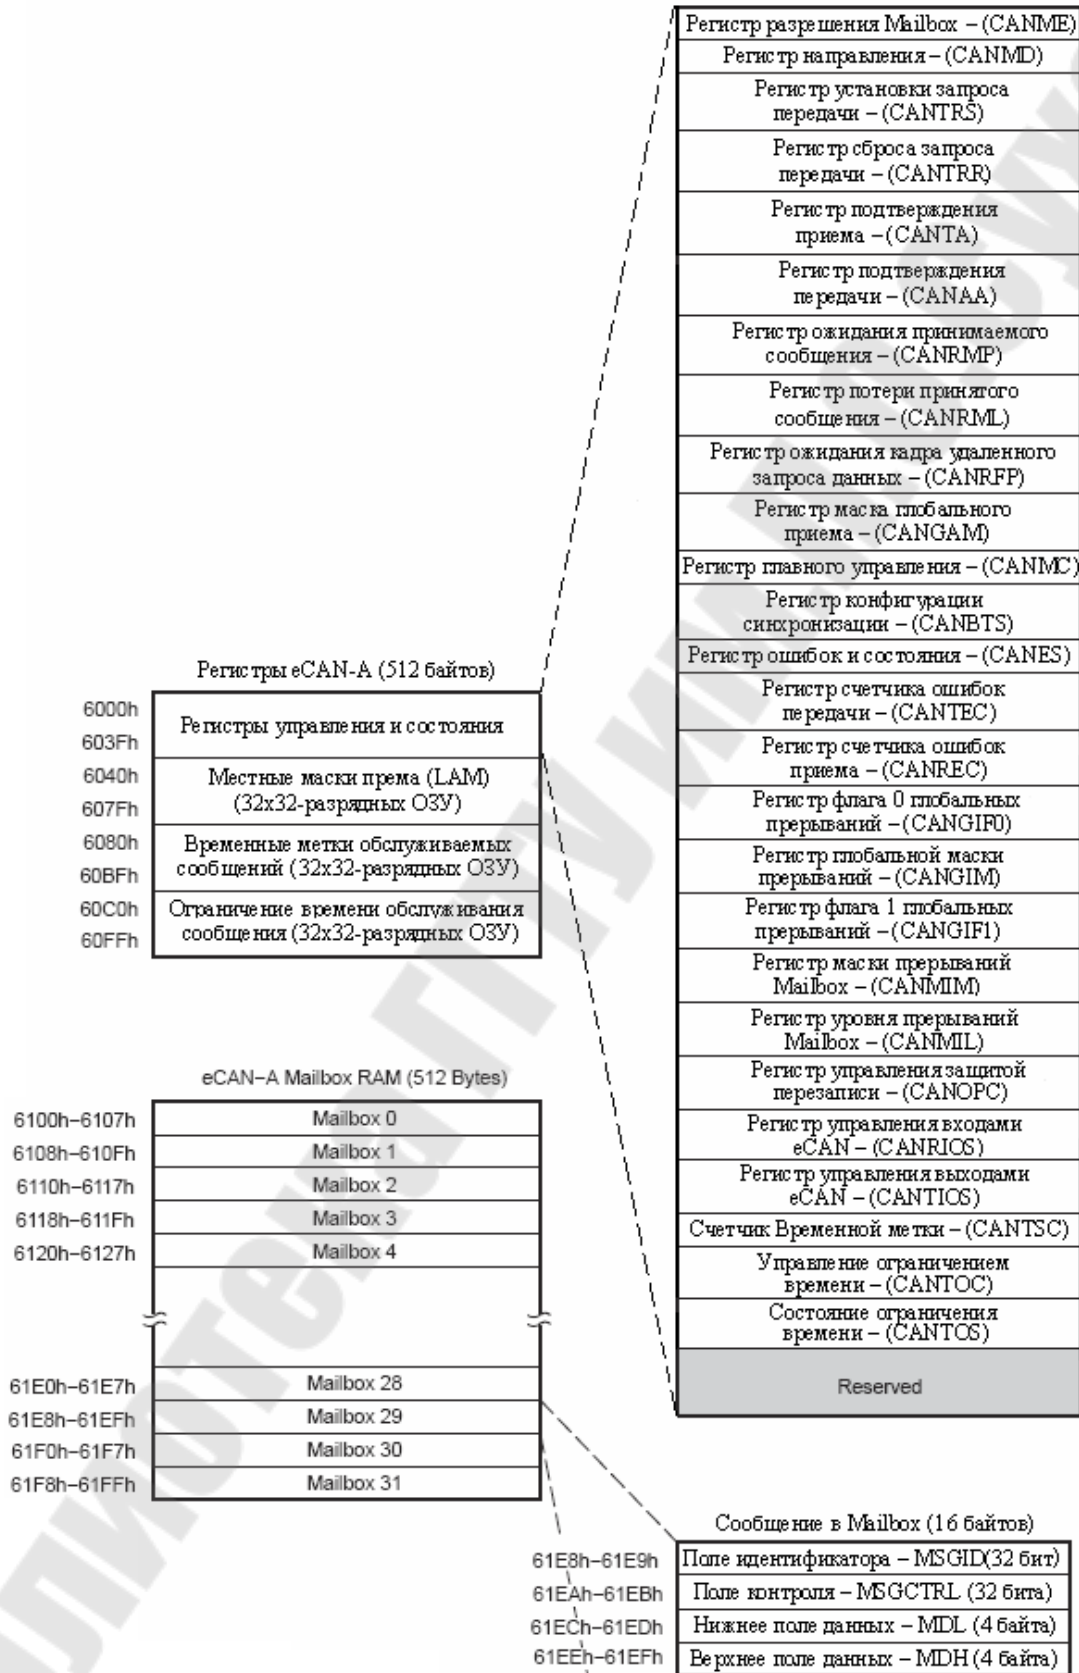 Регистр разрешения Mailbox – (CANME)
Регистр направления – (CANMD)
Регистр установки запроса
передачи – (CANTRS)
Регистр сброса запроса
передачи – (CANTRR)
Регистр подтверждения
приема – (CANTA)
Регистр подтверждения
передачи – (CANAA)
Регистр ожидания принимаемого
сообщения – (CANRMP)
Регистр потери принятого
сообщения – (CANRML)
Регистр ожидания кадра удаленного
запроса данных – (CANRFP)
Регистр маска глобального
приема – (CANGAM)
Регистр главного управления – (CANMC)
Регистр конфигурации
синхронизации – (CANBTS)
Регистр ошибок и состояния – (CANES)
Регистр счетчика ошибок
передачи – (CANTEC)
Регистр счетчика ошибок
приема – (CANREC)
Регистр флага 0 глобальных
прерываний – (CANGIF0)
Регистр глобальной маски
прерываний – (CANGIM)
Регистр флага 1 глобальных
прерываний – (CANGIF1)
Регистр маски прерываний
Mailbox – (CANMIM)
Регистр уровня прерываний
Mailbox – (CANMIL)
Регистр управления защитой
перезаписи – (CANOPC)
Регистр управления входами
eCAN – (CANRIOS)
Регистр управления выходами
eCAN – (CANTIOS)
Счетчик Временной метки – (CANTSC)
Управление ограничением
времени – (CANTOC)
Состояние ограничения
времени – (CANTOS)
Reserved
Регистры eCAN-A (512 байтов)
6000h
603Fh
Регистры управления и состояния
6040h
607Fh
Местные маски према (LAM)
(32x32-разрядных ОЗУ)
6080h
60BFh
Временные метки обслуживаемых
сообщений (32x32-разрядных ОЗУ)
60C0h
60FFh
Ограничение времени обслуживания
сообщения (32x32-разрядных ОЗУ)
eCAN–A Mailbox RAM (512 Bytes)
6100h–6107h Mailbox 0
6108h–610Fh Mailbox 1
6110h–6117h Mailbox 2
6118h–611Fh Mailbox 3
6120h–6127h Mailbox 4
61E0h–61E7h Mailbox 28
61E8h–61EFh Mailbox 29
61F0h–61F7h Mailbox 30
61F8h–61FFh Mailbox 31
Сообщение в Mailbox (16 байтов)
61E8h–61E9h Поле идентификатора – MSGID(32 бит)
61EAh–61EBh Поле контроля – MSGCTRL (32 бита)
61ECh–61EDh Нижнее поле данных – MDL (4 байта)
61EEh–61EFh Верхнее поле данных – MDH (4 байта)